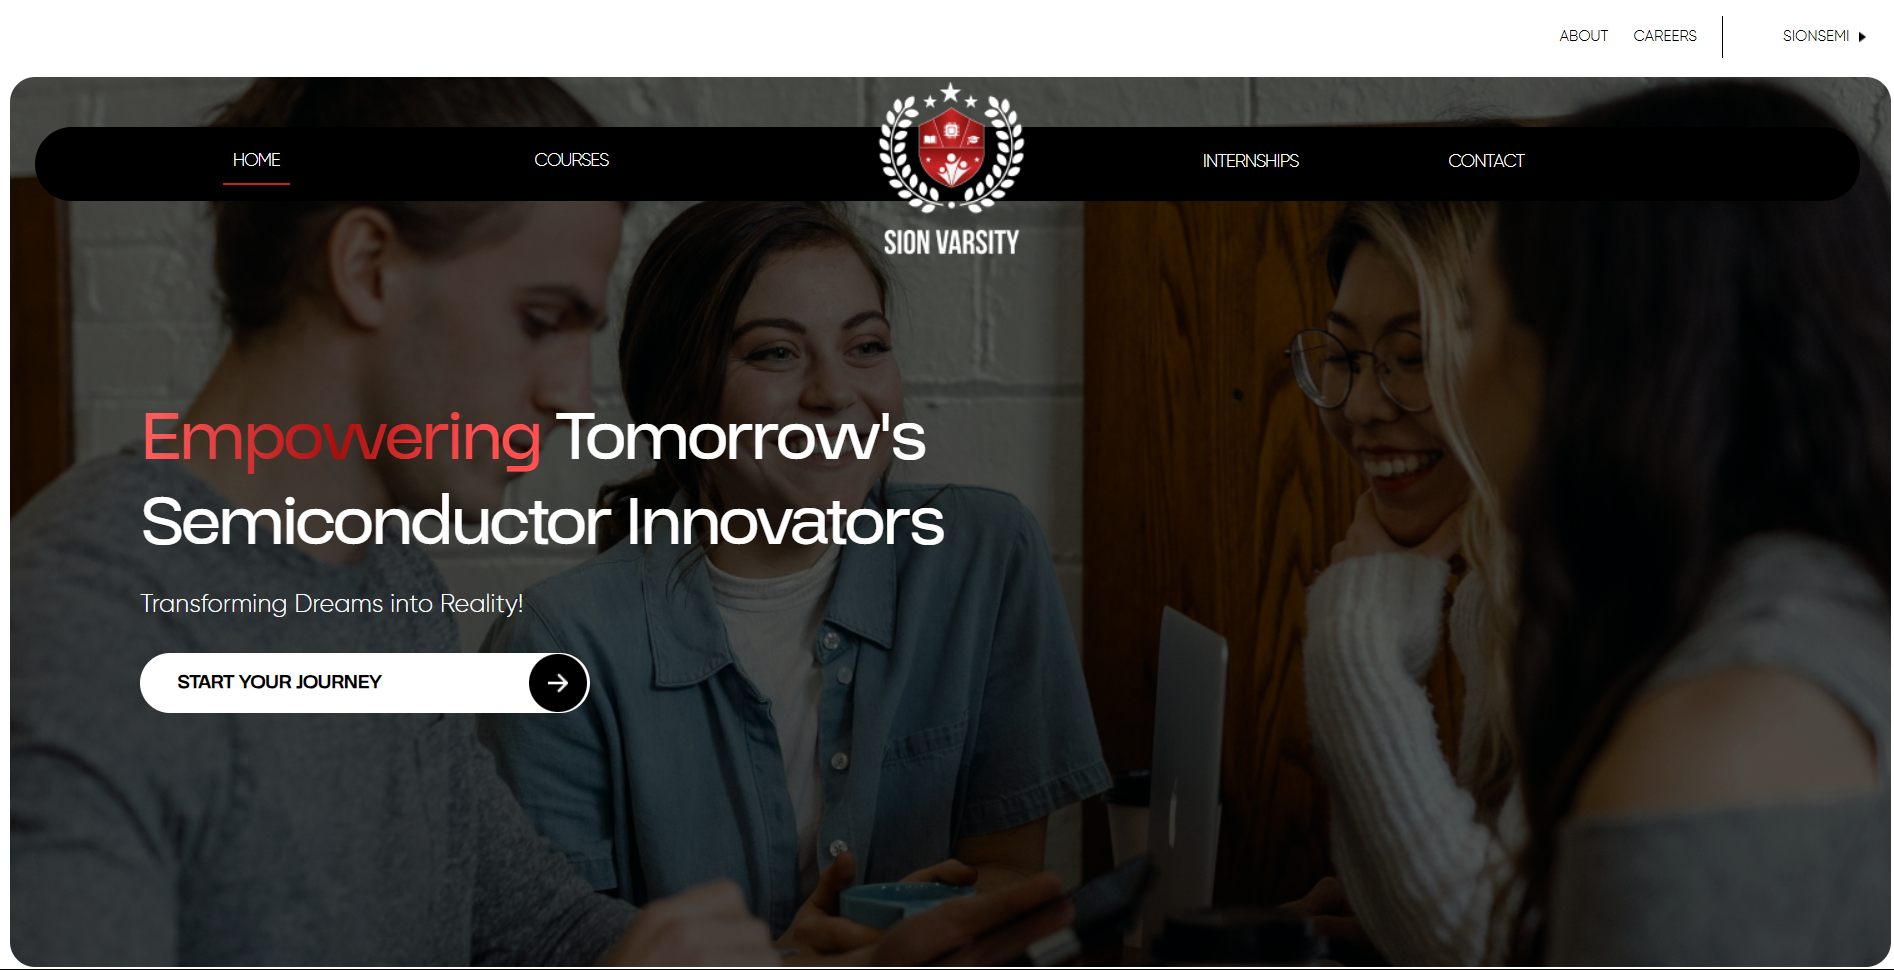 ABOUT CAREERS SIONSEMI
HOME COURSES INTERNSHIPS CONTACT
SION VARSITY
Empowering Tomorrow's
Semiconductor Innovators
Transforming Dreams into Reality!
START YOUR JOURNEY